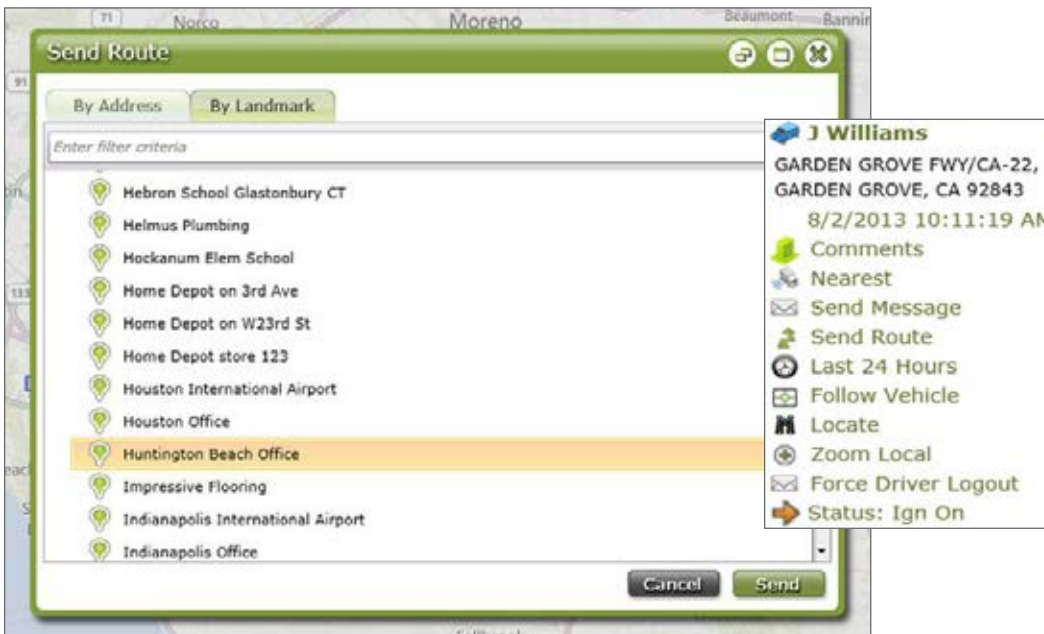 71
Norco
Moreno
Beaumont
Bannin
Send Route
91
By Address
By Landmark
Enter filter criteria
Hebron School Glastonbury CT
Helmus Plumbing
Hockanum Elem School
Home Depot on 3rd Ave
Home Depot on W23rd St
Home Depot store 123
Houston International Airport
Houston Office
Huntington Beach Office
Impressive Flooring
Indianapolis International Airport
Indianapolis Office
Cancel
Send
133
J Williams
GARDEN GROVE FWY/CA-22,
GARDEN GROVE, CA 92843
8/2/2013 10:11:19 AM
Comments
Nearest
Send Message
Send Route
Last 24 Hours
Follow Vehicle
Locate
Zoom Local
Force Driver Logout
Status: Ign On